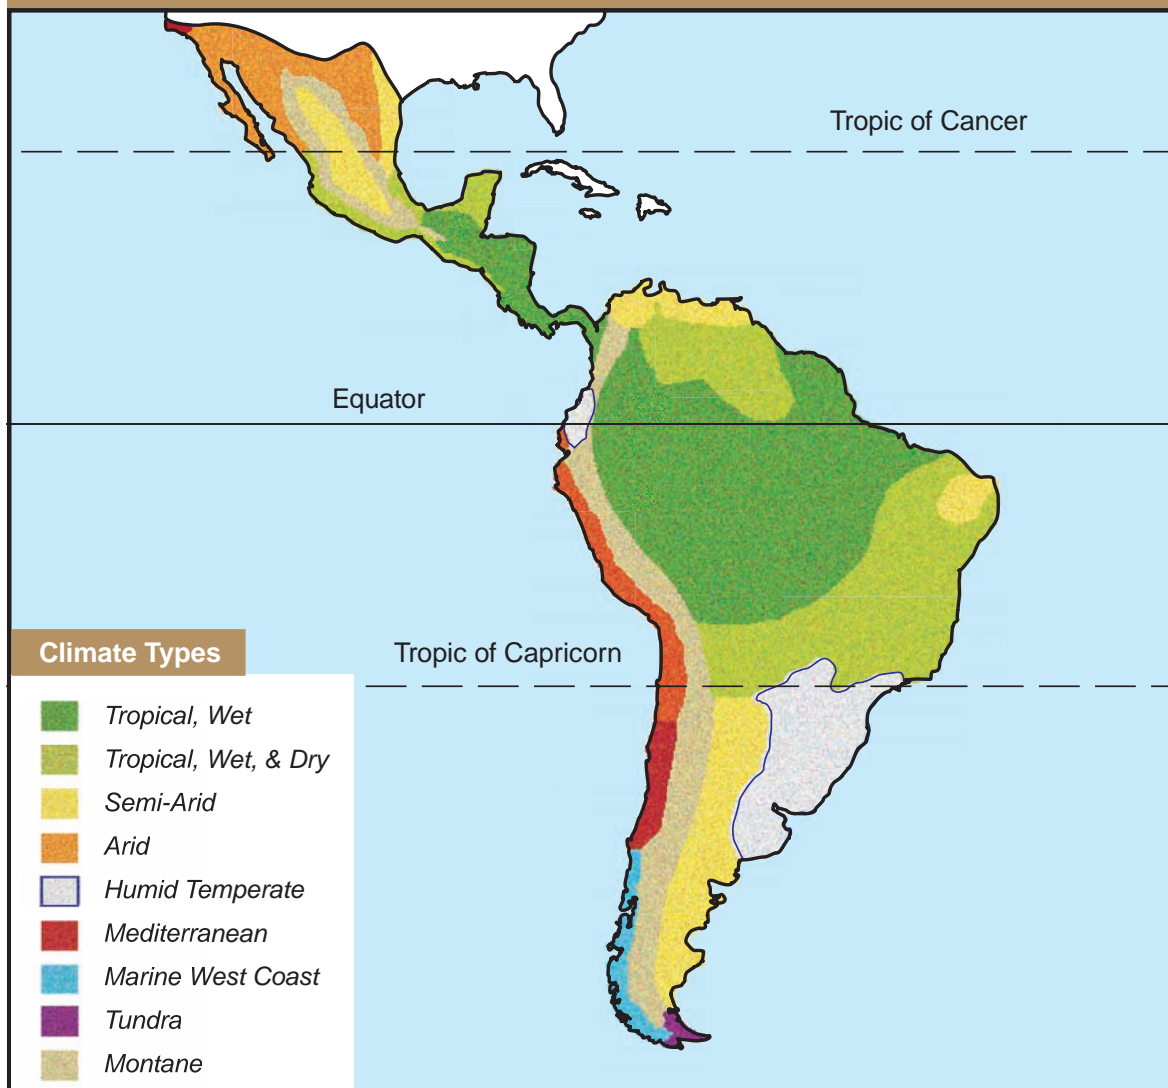 Tropic of Cancer
Equator
Tropic of Capricorn
Climate Types
Tropical, Wet
Tropical, Wet, & Dry
Semi-Arid
Arid
Humid Temperate
Mediterranean
Marine West Coast
Tundra
Montane